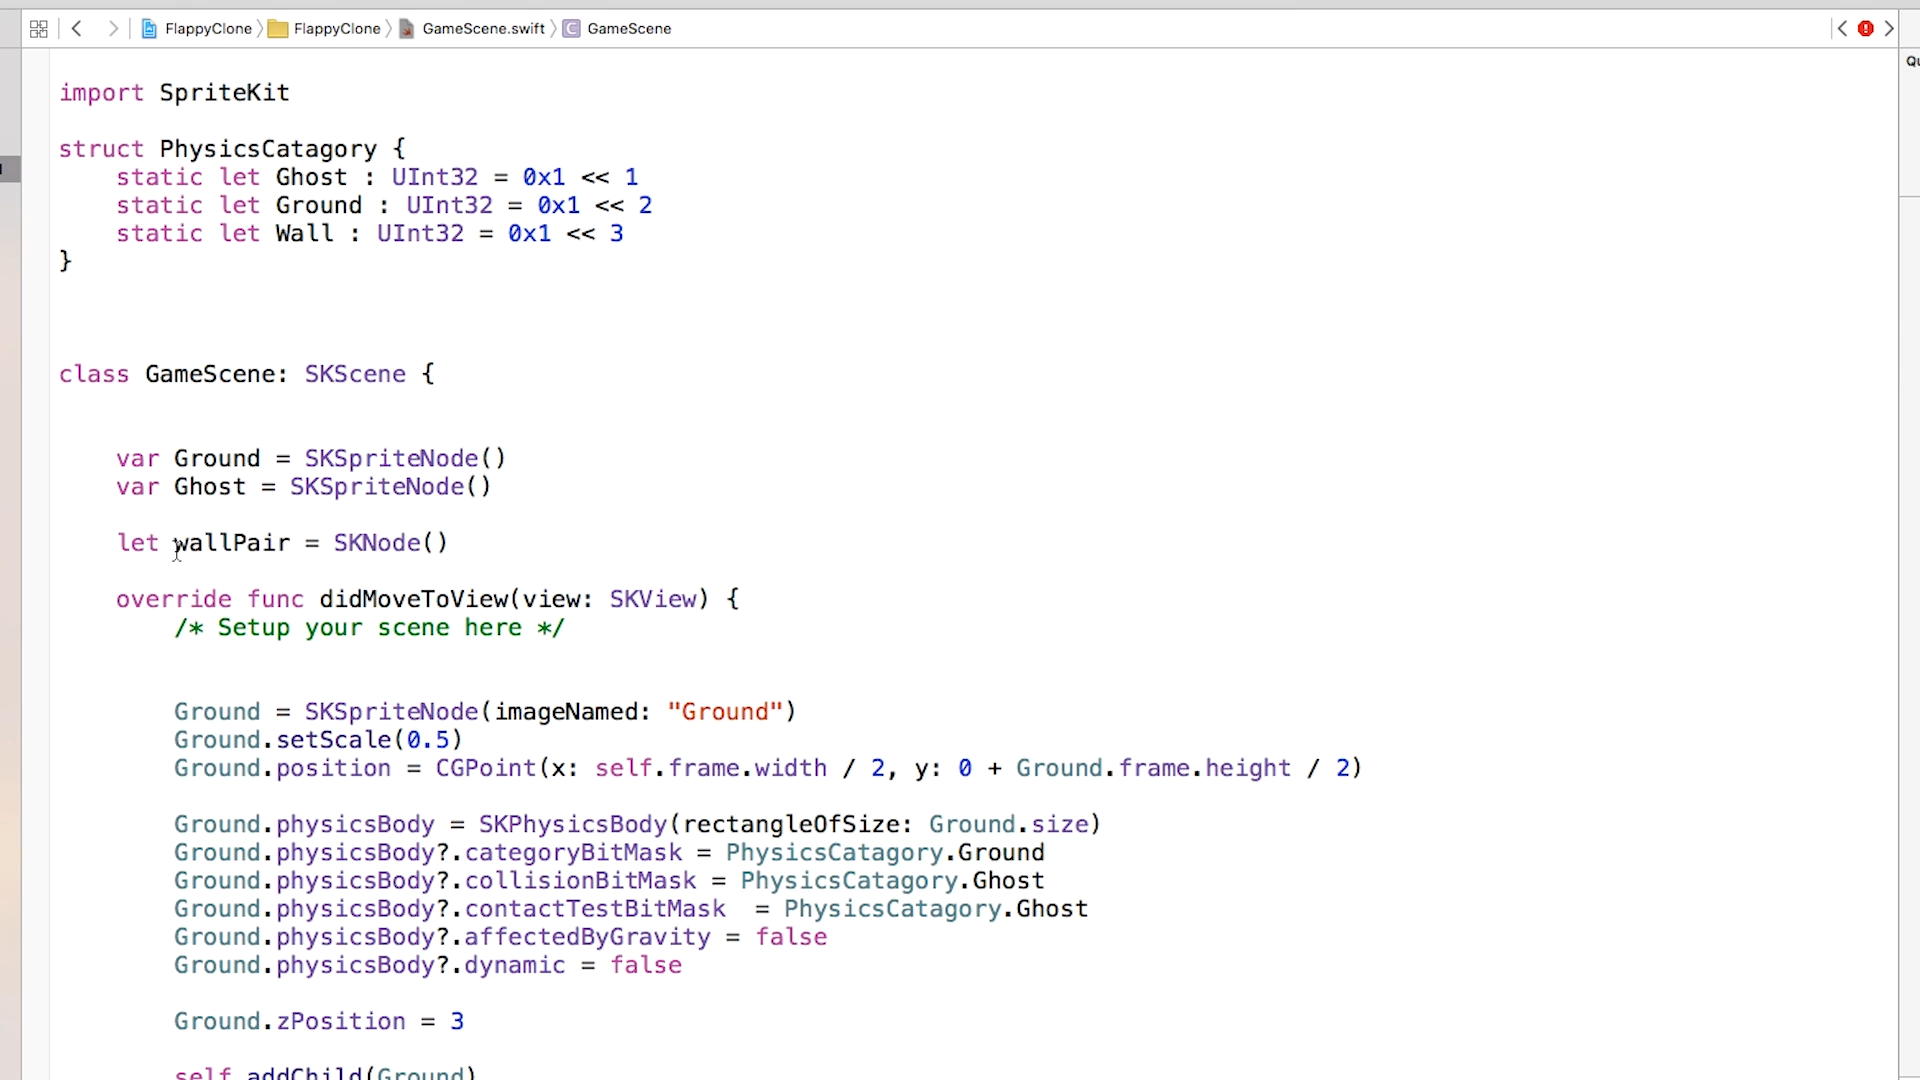 FlappyClone FlappyClone GameScene.swift C GameScene
Qu
import SpriteKit
struct PhysicsCatagory {
    static let Ghost : UInt32 = 0x1 << 1
    static let Ground : UInt32 = 0x1 << 2
    static let Wall : UInt32 = 0x1 << 3
}
class GameScene: SKScene {
    var Ground = SKSpriteNode()
    var Ghost = SKSpriteNode()
    let wallPair = SKNode()
    override func didMoveToView(view: SKView) {
        /* Setup your scene here */
        Ground = SKSpriteNode(imageNamed: "Ground")
        Ground.setScale(0.5)
        Ground.position = CGPoint(x: self.frame.width / 2, y: 0 + Ground.frame.height / 2)
        Ground.physicsBody = SKPhysicsBody(rectangleOfSize: Ground.size)
        Ground.physicsBody?.categoryBitMask = PhysicsCatagory.Ground
        Ground.physicsBody?.collisionBitMask = PhysicsCatagory.Ghost
        Ground.physicsBody?.contactTestBitMask  = PhysicsCatagory.Ghost
        Ground.physicsBody?.affectedByGravity = false
        Ground.physicsBody?.dynamic = false
        Ground.zPosition = 3
        self.addChild(Ground)